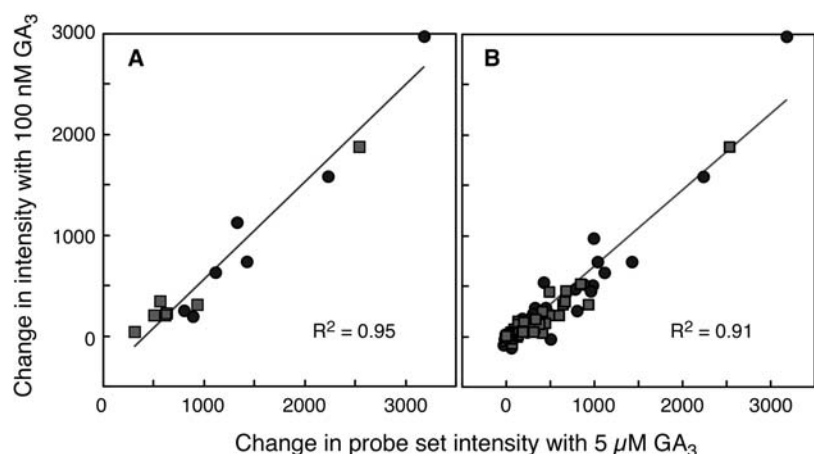 Change in intensity with 100 nM GA₃
3000
2000
1000
0
A
R² = 0.95
0 1000 2000 3000
B
R² = 0.91
0 1000 2000 3000
Change in probe set intensity with 5 µM GA₃